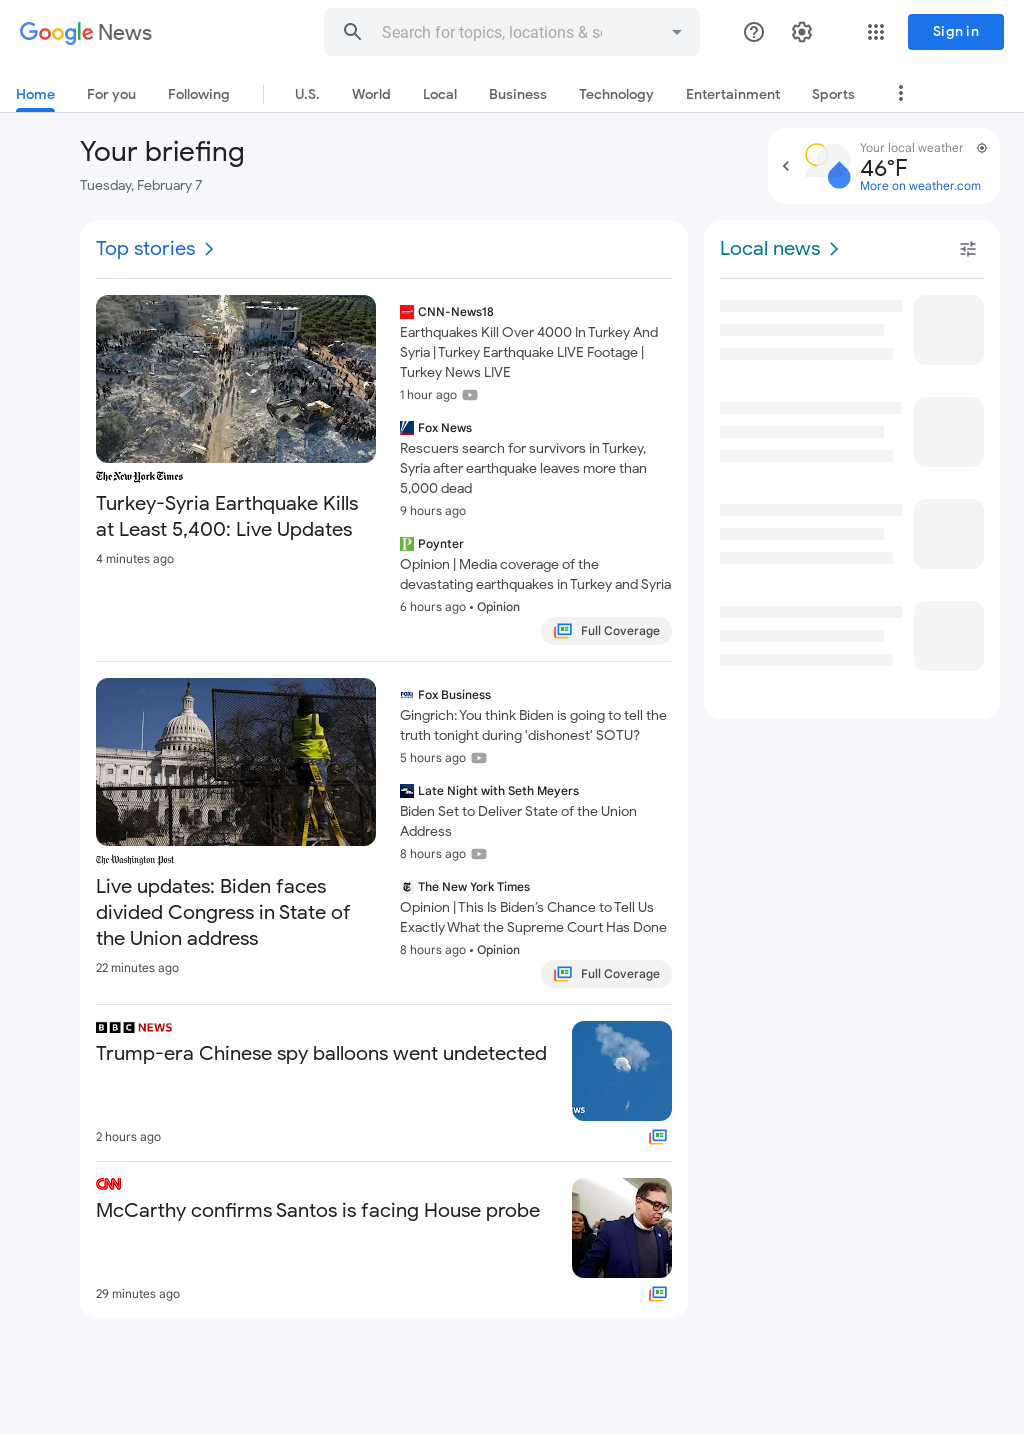 Google News
Search for topics, locations & so
Sign in
Home
For you
Following
U.S.
World
Local
Business
Technology
Entertainment
Sports
Your briefing
Tuesday, February 7
Your local weather
46°F
More on weather.com
Top stories
The New York Times
Turkey-Syria Earthquake Kills
at Least 5,400: Live Updates
4 minutes ago
CNN-News18
Earthquakes Kill Over 4000 In Turkey And
Syria | Turkey Earthquake LIVE Footage |
Turkey News LIVE
1 hour ago
Fox News
Rescuers search for survivors in Turkey,
Syria after earthquake leaves more than
5,000 dead
9 hours ago
Poynter
Opinion | Media coverage of the
devastating earthquakes in Turkey and Syria
6 hours ago • Opinion
Full Coverage
The Washington Post
Live updates: Biden faces
divided Congress in State of
the Union address
22 minutes ago
Fox Business
Gingrich: You think Biden is going to tell the
truth tonight during 'dishonest' SOTU?
5 hours ago
Late Night with Seth Meyers
Biden Set to Deliver State of the Union
Address
8 hours ago
The New York Times
Opinion | This Is Biden’s Chance to Tell Us
Exactly What the Supreme Court Has Done
8 hours ago • Opinion
Full Coverage
BBC NEWS
Trump-era Chinese spy balloons went undetected
2 hours ago
CNN
McCarthy confirms Santos is facing House probe
29 minutes ago
Local news